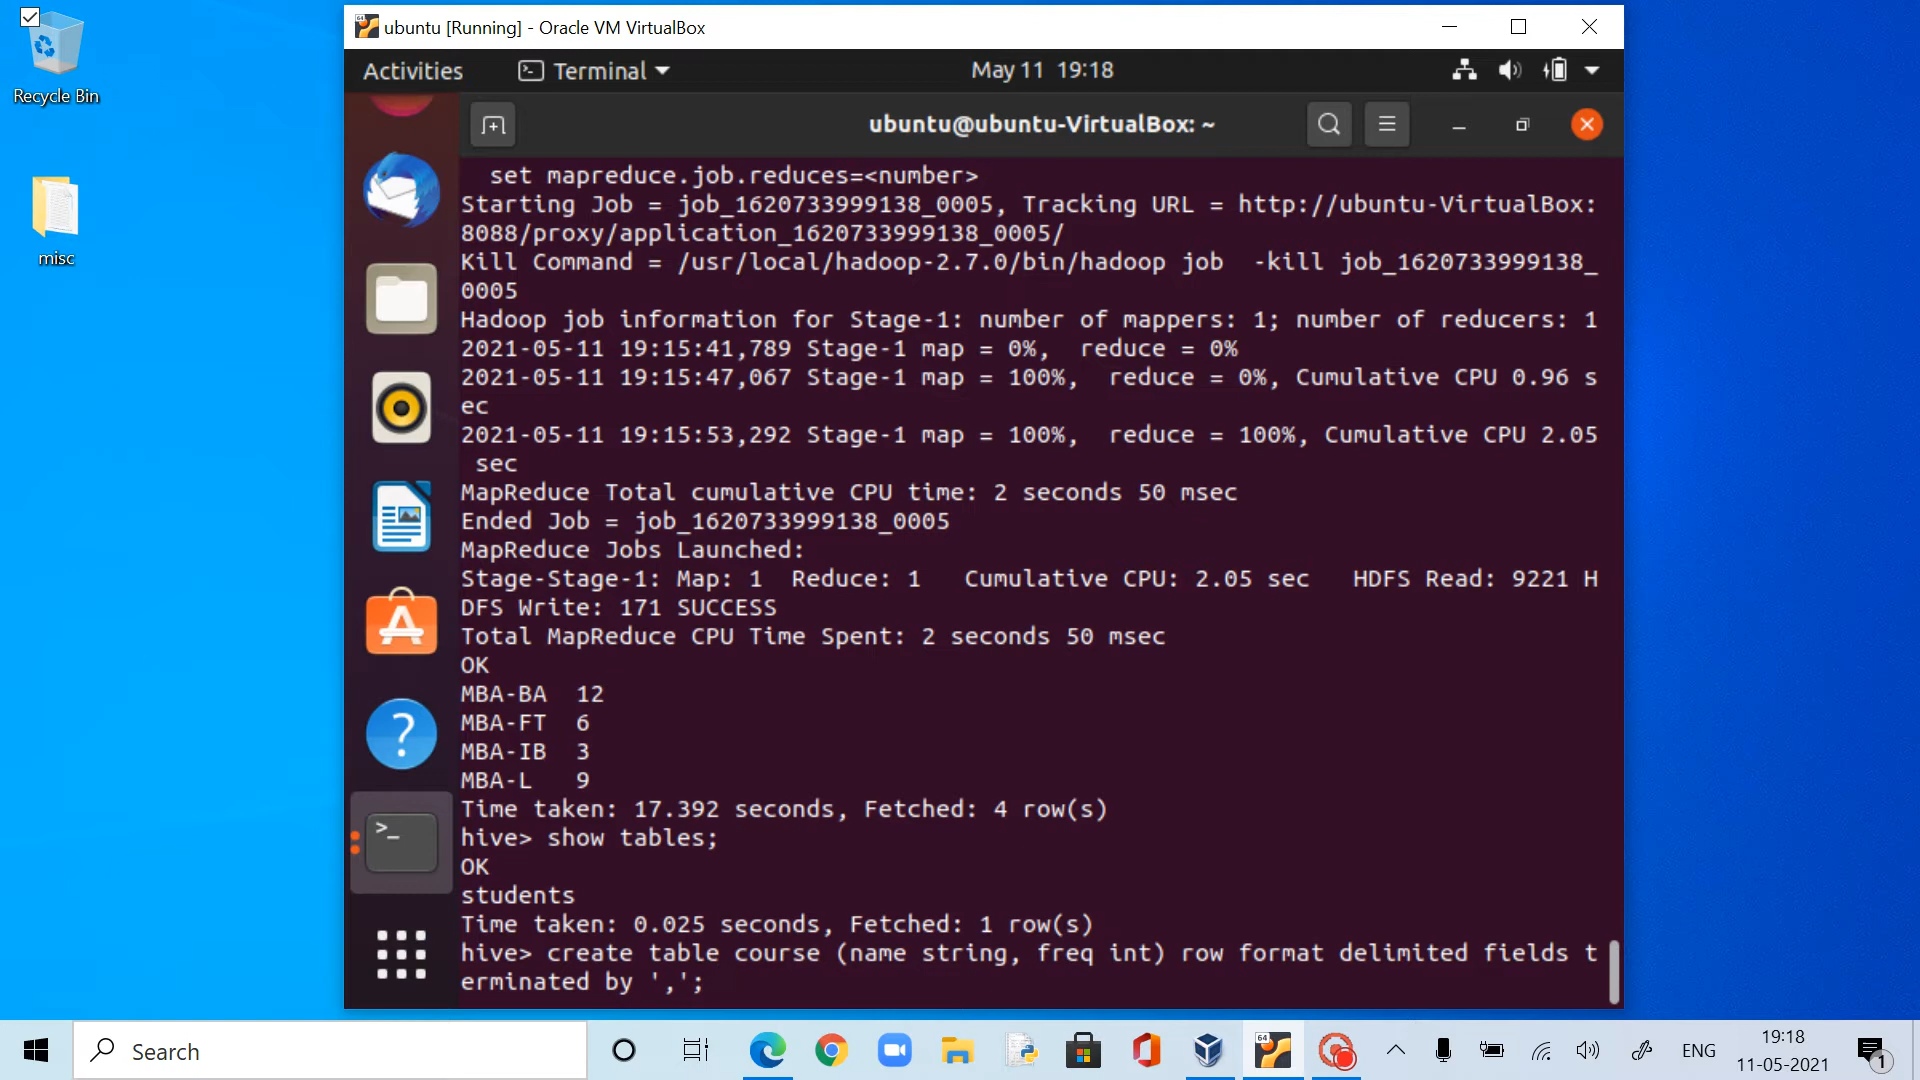 ubuntu [Running] - Oracle VM VirtualBox
Recycle Bin
misc
Activities
Terminal
May 11 19:18
ubuntu@ubuntu-VirtualBox: ~
set mapreduce.job.reduces=<number>
Starting Job = job_1620733999138_0005, Tracking URL = http://ubuntu-VirtualBox:
8088/proxy/application_1620733999138_0005/
Kill Command = /usr/local/hadoop-2.7.0/bin/hadoop job  -kill job_1620733999138_
0005
Hadoop job information for Stage-1: number of mappers: 1; number of reducers: 1
2021-05-11 19:15:41,789 Stage-1 map = 0%,  reduce = 0%
2021-05-11 19:15:47,067 Stage-1 map = 100%,  reduce = 0%, Cumulative CPU 0.96 s
ec
2021-05-11 19:15:53,292 Stage-1 map = 100%,  reduce = 100%, Cumulative CPU 2.05
sec
MapReduce Total cumulative CPU time: 2 seconds 50 msec
Ended Job = job_1620733999138_0005
MapReduce Jobs Launched:
Stage-Stage-1: Map: 1  Reduce: 1   Cumulative CPU: 2.05 sec   HDFS Read: 9221 H
DFS Write: 171 SUCCESS
Total MapReduce CPU Time Spent: 2 seconds 50 msec
OK
MBA-BA  12
MBA-FT  6
MBA-IB  3
MBA-L   9
Time taken: 17.392 seconds, Fetched: 4 row(s)
hive> show tables;
OK
students
Time taken: 0.025 seconds, Fetched: 1 row(s)
hive> create table course (name string, freq int) row format delimited fields t
erminated by ',';
Search
64
ENG
19:18
11-05-2021
1